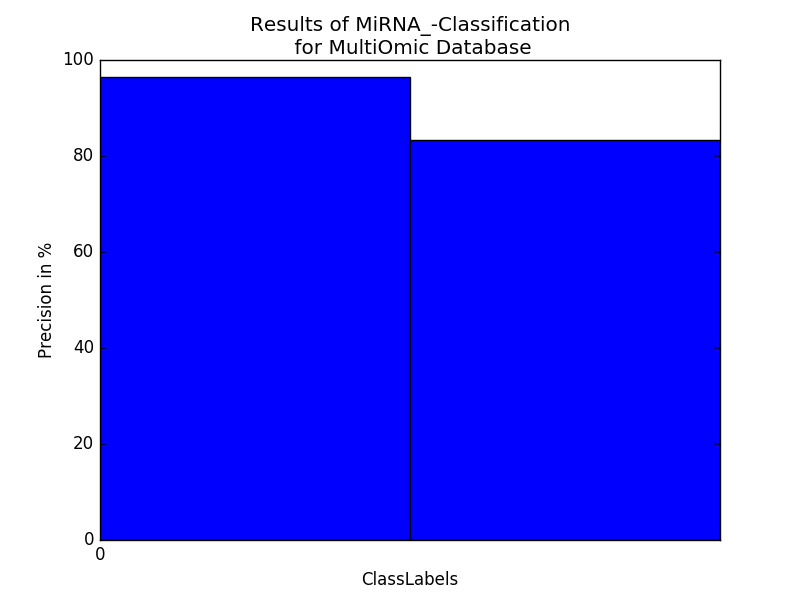 Results of MiRNA_-Classification
for MultiOmic Database
100
80
60
40
20
0
0
Precision in %
ClassLabels